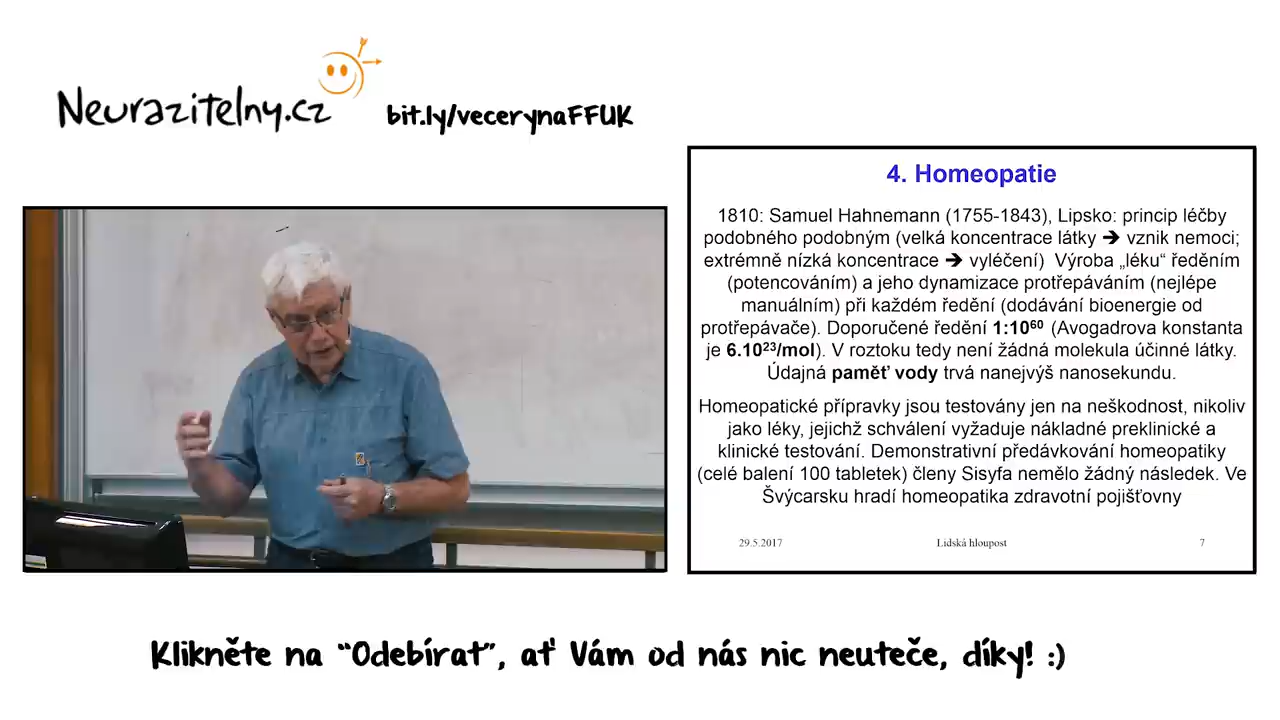 Neurazitelny.cz
bit.ly/vecerynaFFUK
4. Homeopatie
1810: Samuel Hahnemann (1755-1843), Lipsko: princip léčby
podobného podobným (velká koncentrace látky ➔ vznik nemoci;
extrémně nízká koncentrace ➔ vyléčení)  Výroba „léku“ ředěním
(potencováním) a jeho dynamizace protřepáváním (nejlépe
manuálním) při každém ředění (dodávání bioenergie od
protřepávače). Doporučené ředění 1:10⁶⁰ (Avogadrova konstanta
je 6.10²³/mol). V roztoku tedy není žádná molekula účinné látky.
Údajná paměť vody trvá nanejvýš nanosekundu.
Homeopatické přípravky jsou testovány jen na neškodnost, nikoliv
jako léky, jejichž schválení vyžaduje nákladné preklinické a
klinické testování. Demonstrativní předávkování homeopatiky
(celé balení 100 tabletek) členy Sisyfa nemělo žádný následek. Ve
Švýcarsku hradí homeopatika zdravotní pojišťovny
29.5.2017 Lidská hloupost 7
Klikněte na “Odebírat”, ať Vám od nás nic neuteče, díky! :)